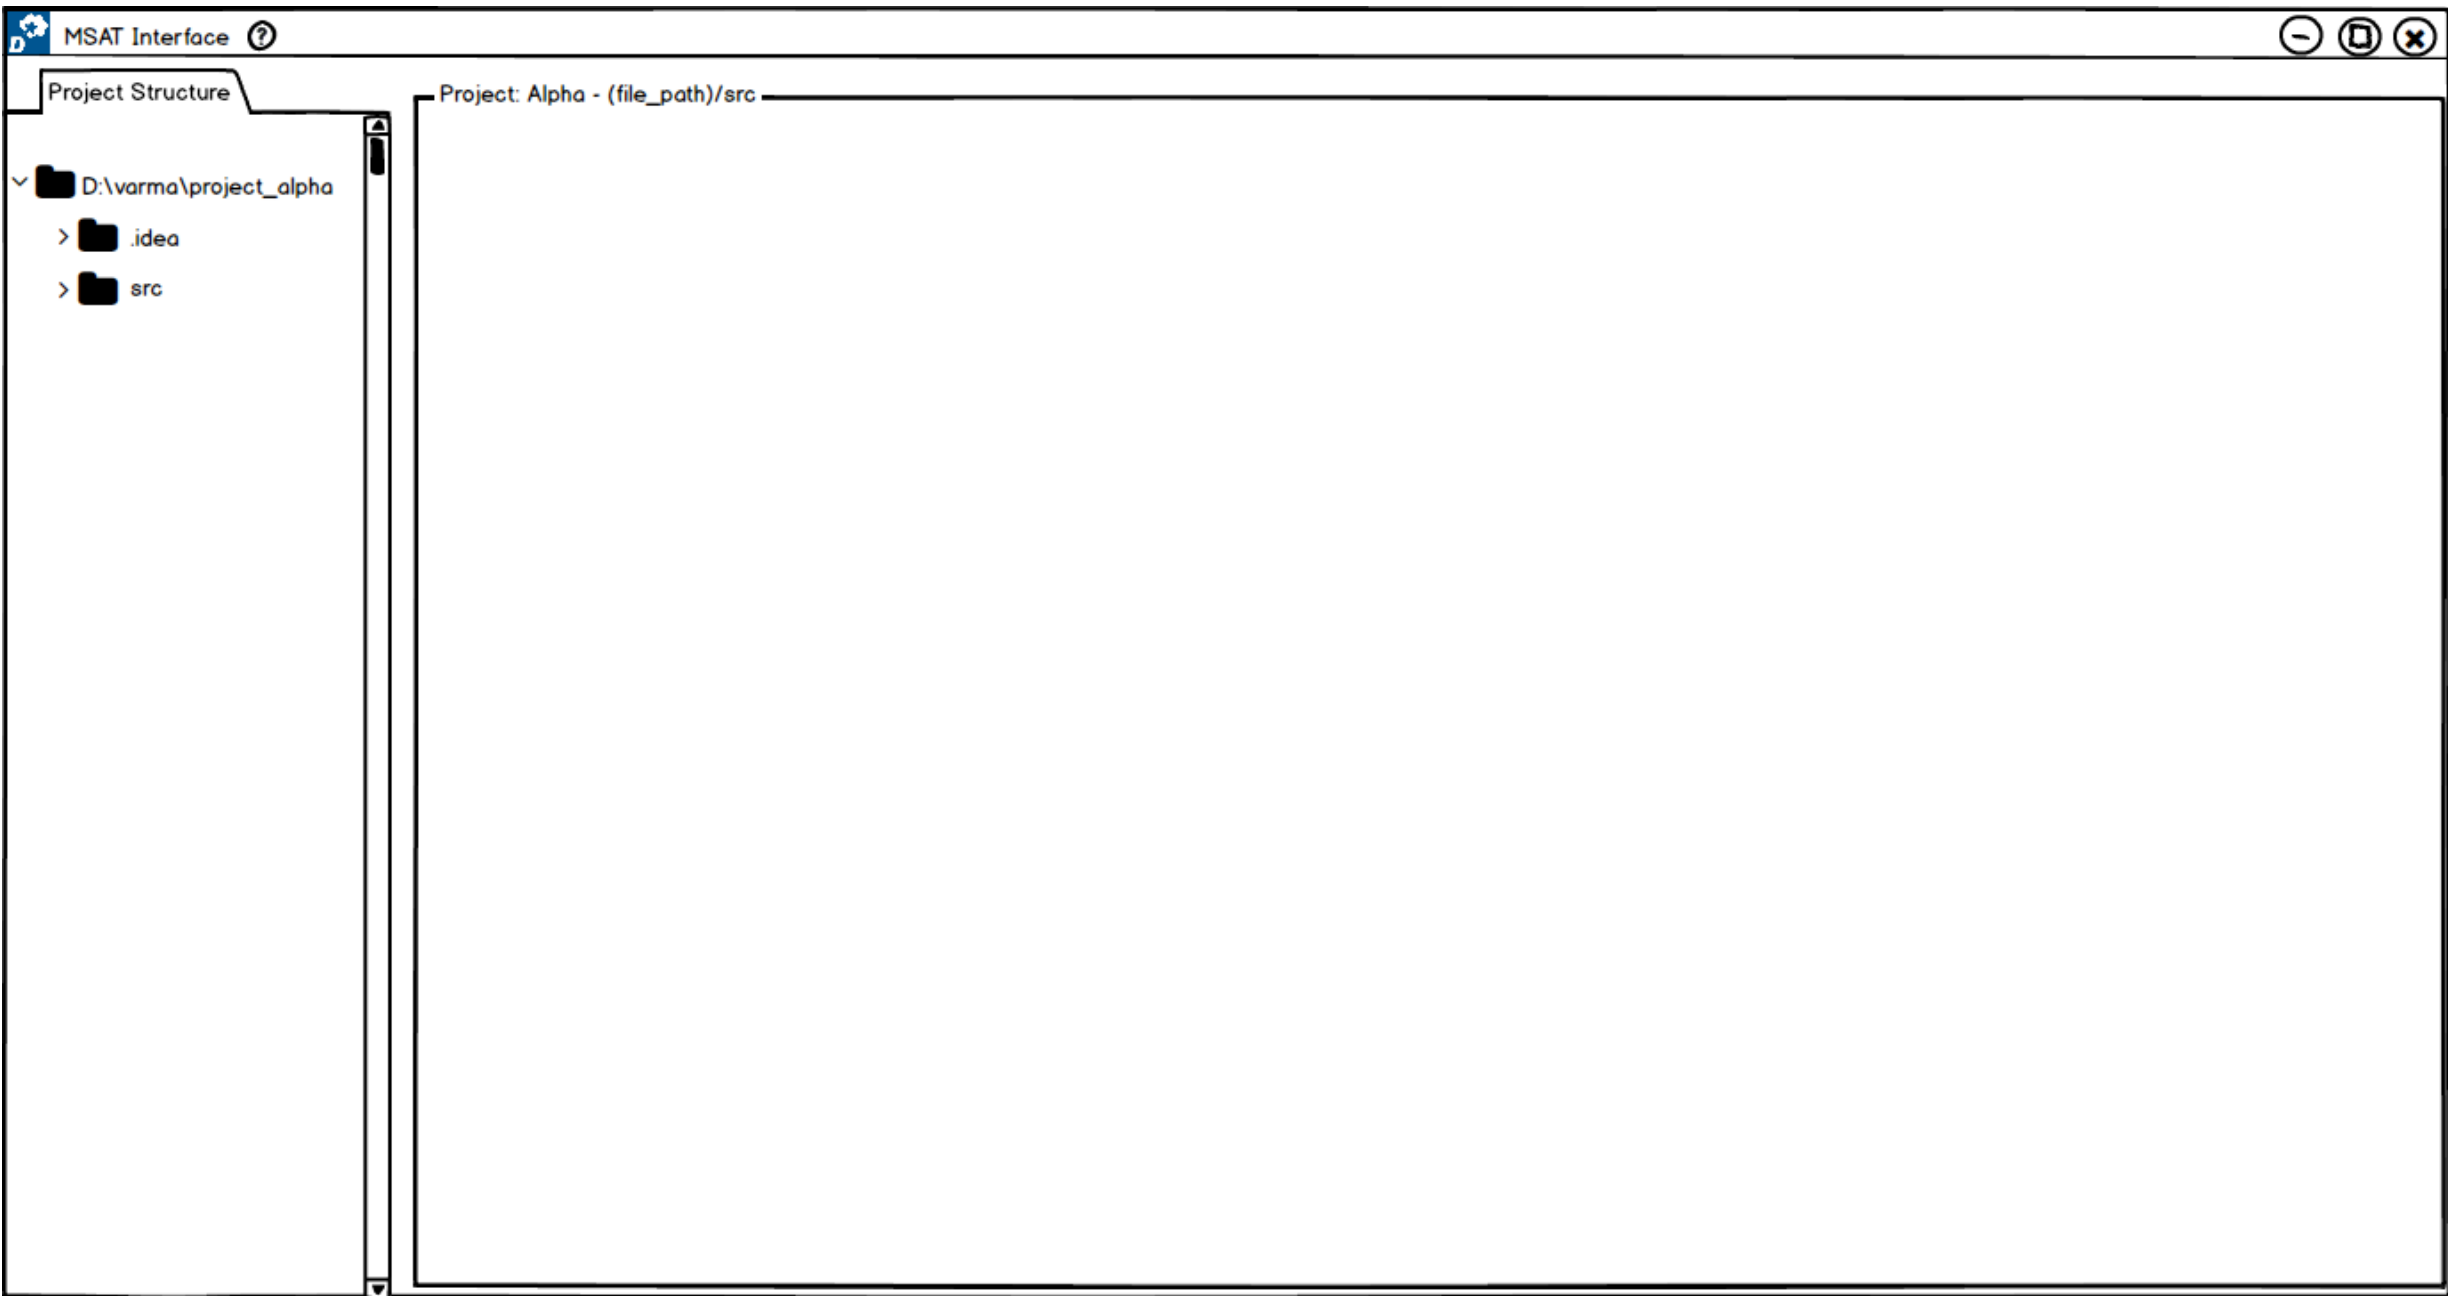 D MSAT Interface ?
Project Structure
Project: Alpha - (file_path)/src
D:\varma\project_alpha
.idea
src